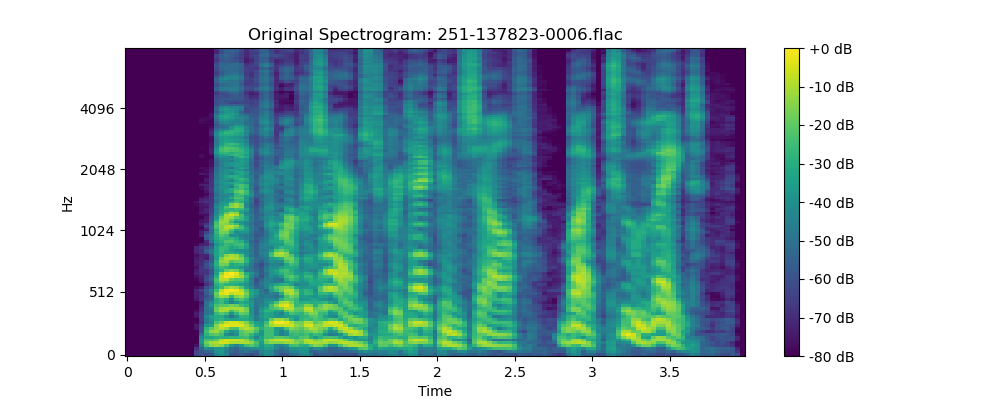 Original Spectrogram: 251-137823-0006.flac
Hz
4096
2048
1024
512
0
0 0.5 1 1.5 2 2.5 3 3.5
Time
+0 dB
-10 dB
-20 dB
-30 dB
-40 dB
-50 dB
-60 dB
-70 dB
-80 dB